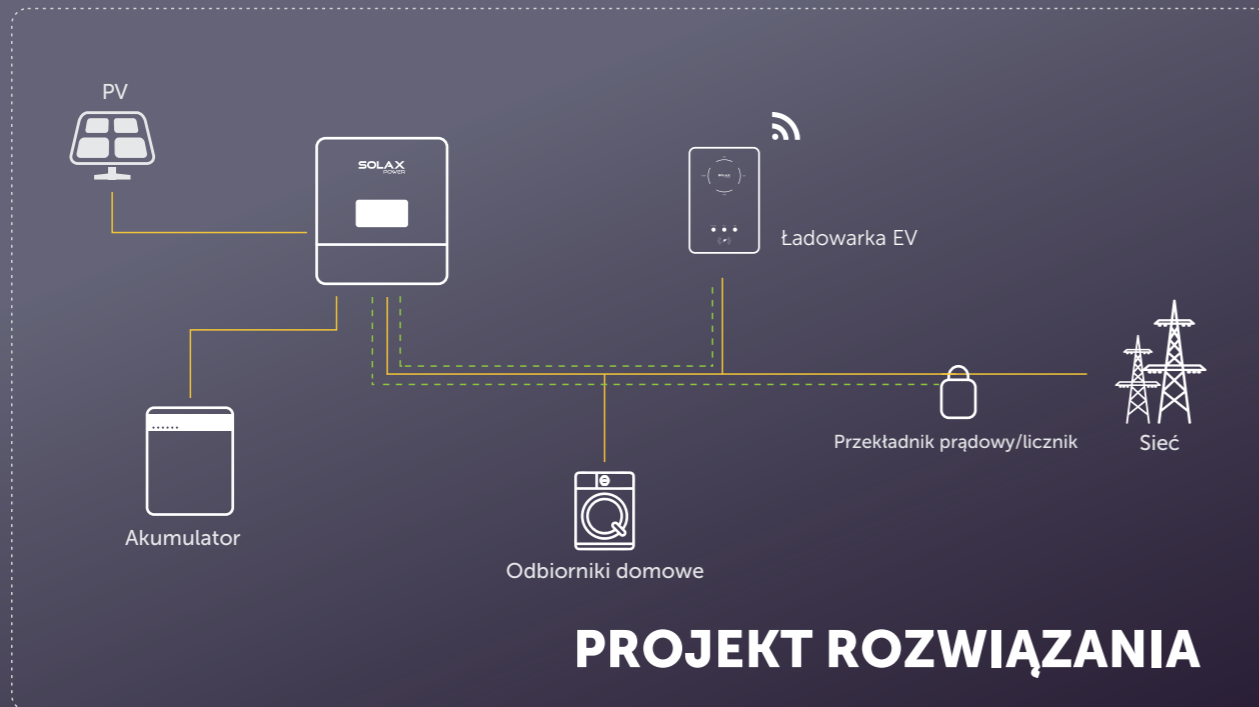 PV
SOLAX
POWER
Ładowarka EV
Przekładnik prądowy/licznik
Sieć
Akumulator
Odbiorniki domowe
PROJEKT ROZWIĄZANIA